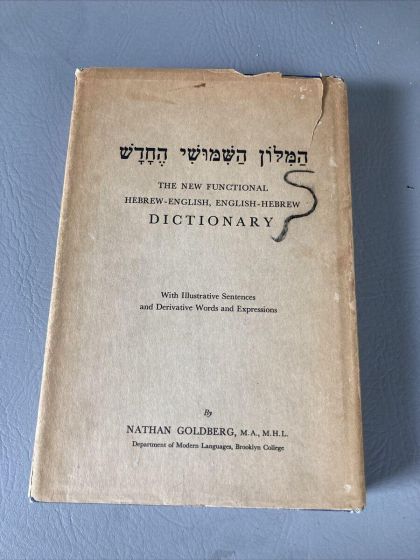 הַמִּלּוֹן הַשִּׁמּוּשִׁי הֶחָדָשׁ
THE NEW FUNCTIONAL
HEBREW-ENGLISH, ENGLISH-HEBREW
DICTIONARY
With Illustrative Sentences
and Derivative Words and Expressions
By
NATHAN GOLDBERG, M.A., M.H.L.
Department of Modern Languages, Brooklyn College